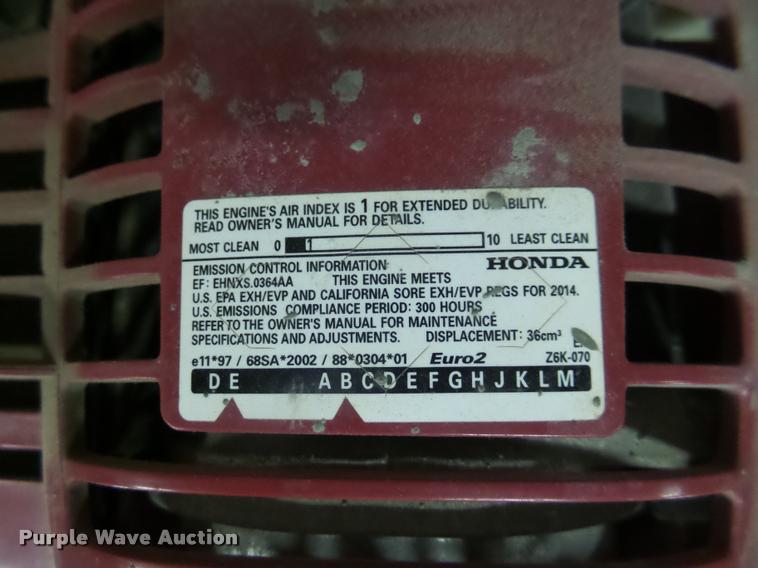 THIS ENGINE'S AIR INDEX IS 1 FOR EXTENDED DURABILITY.
READ OWNER'S MANUAL FOR DETAILS.
MOST CLEAN 0 1 10 LEAST CLEAN
EMISSION CONTROL INFORMATION HONDA
EF: EHNXS.0364AA THIS ENGINE MEETS
U.S. EPA EXH/EVP AND CALIFORNIA SORE EXH/EVP REGS FOR 2014.
U.S. EMISSIONS COMPLIANCE PERIOD: 300 HOURS
REFER TO THE OWNER'S MANUAL FOR MAINTENANCE
SPECIFICATIONS AND ADJUSTMENTS. DISPLACEMENT: 36cm³
e11*97 / 68SA*2002 / 88*0304*01 Euro2 Z6K-070
D E A B C D E F G H J K L M
Purple Wave Auction